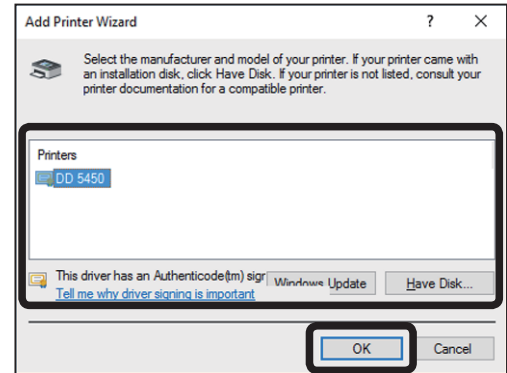 Add Printer Wizard ? ×
Select the manufacturer and model of your printer. If your printer came with
an installation disk, click Have Disk. If your printer is not listed, consult your
printer documentation for a compatible printer.
Printers
DD 5450
This driver has an Authenticode(tm)
Windows Update
Have Disk...
Tell me why driver signing is important
OK
Cancel